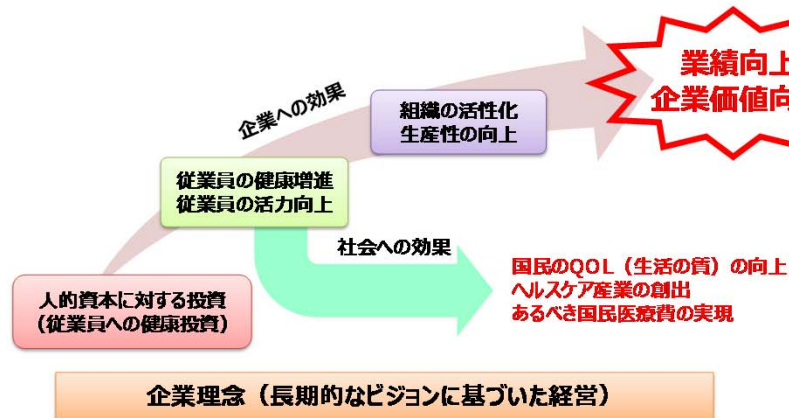 業績向上
企業価値向
企業への効果
組織の活性化
生産性の向上
従業員の健康増進
従業員の活力向上
社会への効果
国民のQOL（生活の質）の向上
ヘルスケア産業の創出
あるべき国民医療費の実現
人的資本に対する投資
(従業員への健康投資)
企業理念（長期的なビジョンに基づいた経営）